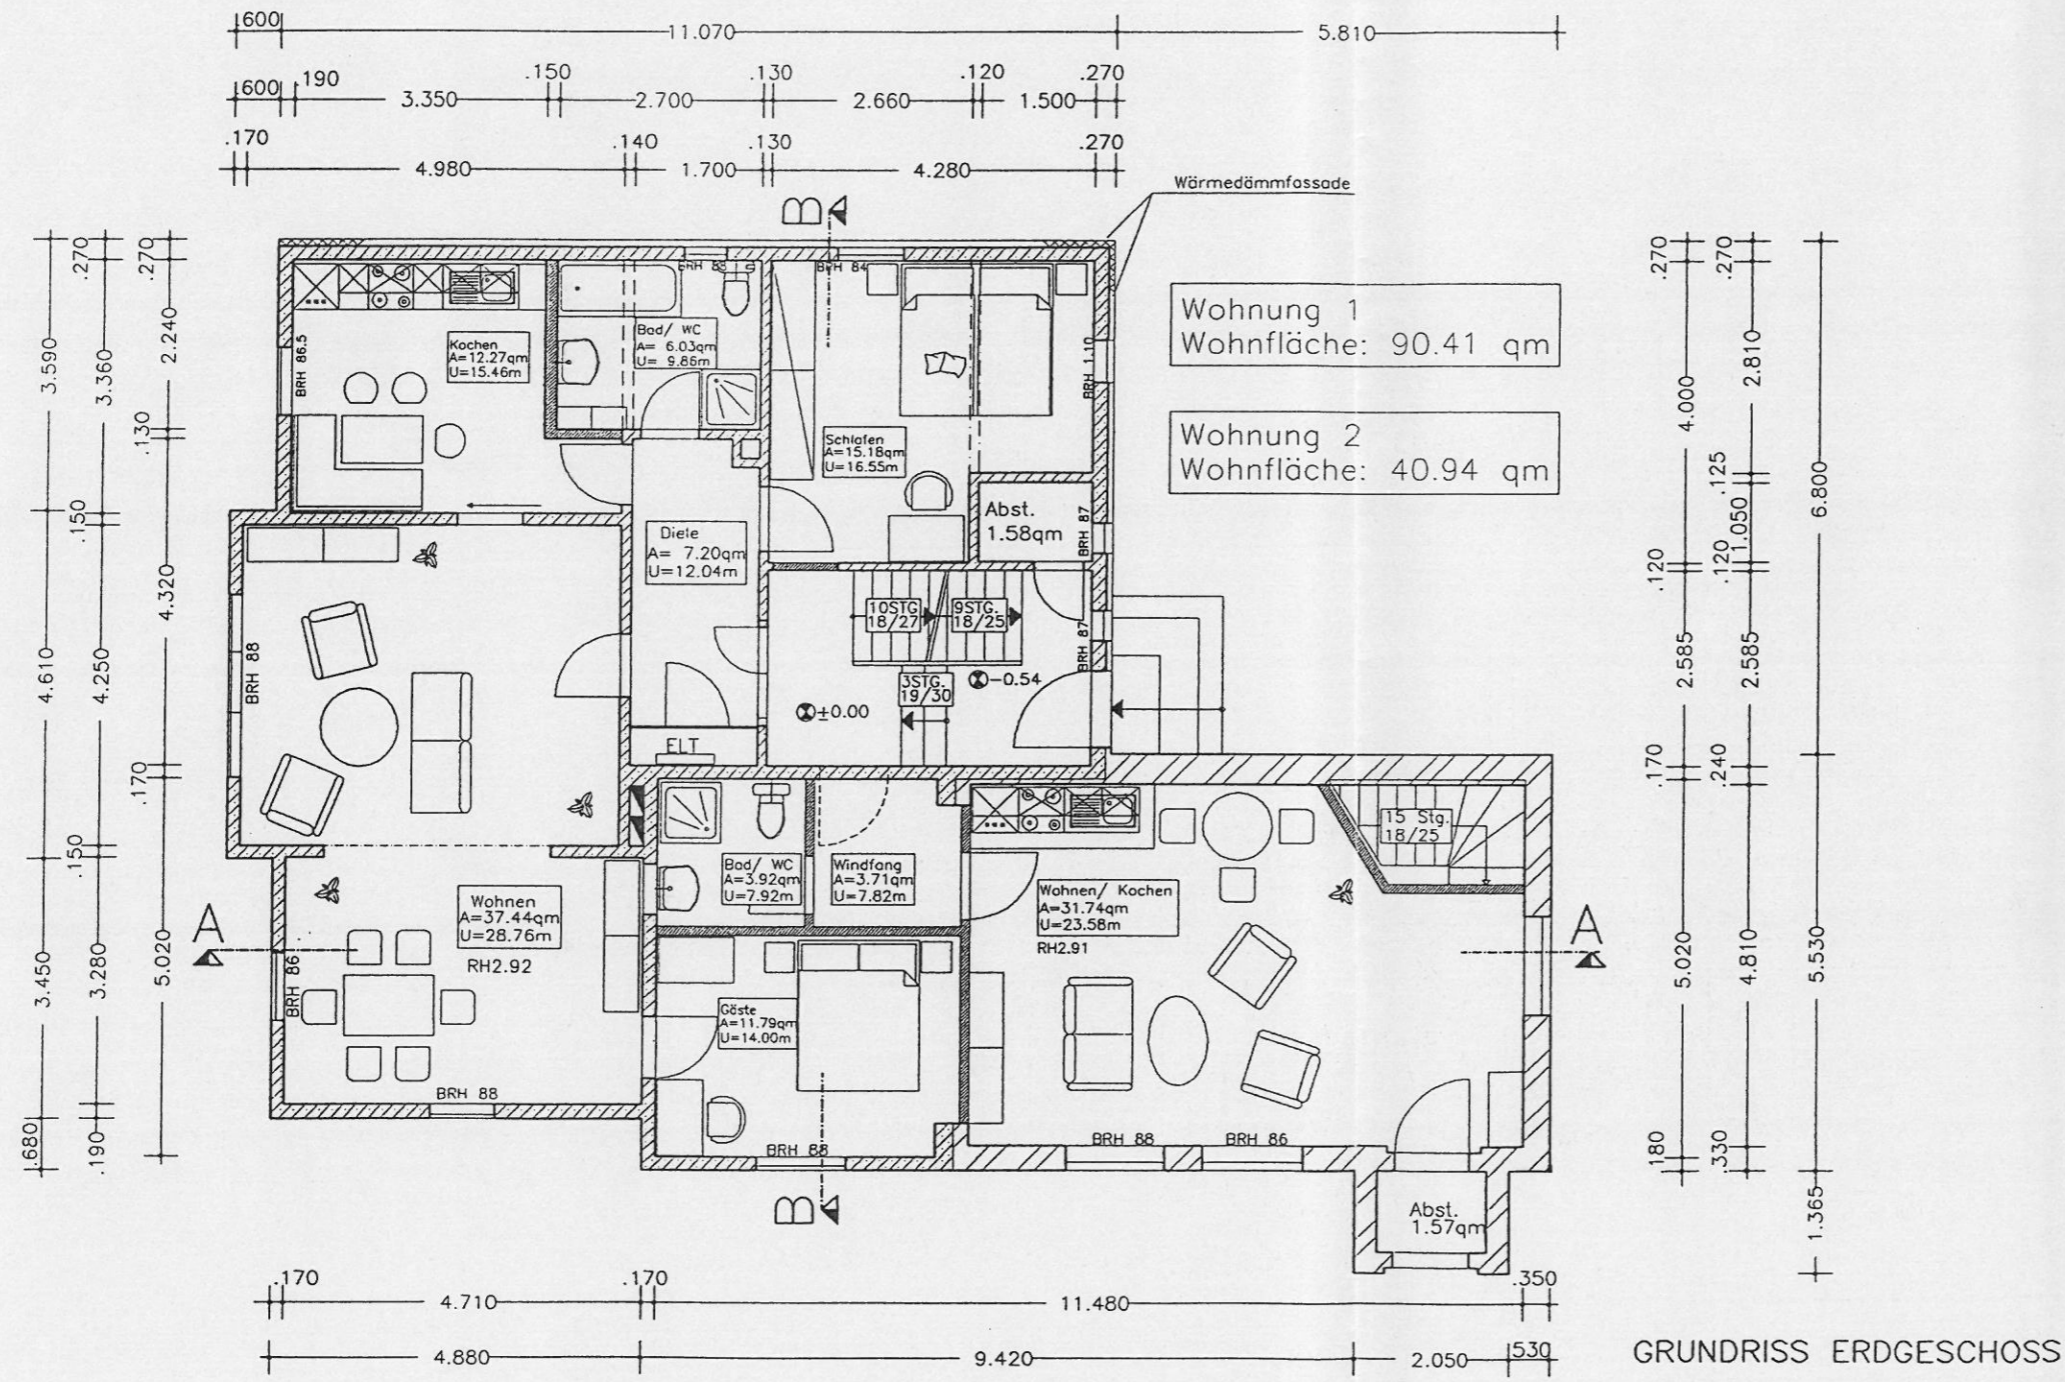 .600 11.070 5.810
.600 .190 3.350 .150 2.700 .130 2.660 .120 1.500 .270
.170 4.980 .140 1.700 .130 4.280 .270
Wärmedämmfassade
B
Wohnung 1
Wohnfläche: 90.41 qm
Wohnung 2
Wohnfläche: 40.94 qm
3.590 4.610 3.450 .680
.270 3.360 .150 4.250 .150 3.280 .190
.270 2.240 .130 4.320 .170 5.020
.270 4.000 .120 2.585 .170 5.020 .180
.270 2.810 .125 1.050 .120 2.585 .240 4.810 .330
6.800 5.530 1.365
BRH 88
BRH 84
BRH 86.5
BRH 1.10
Kochen
A=12.27qm
U=15.46m
Bad/ WC
A= 6.03qm
U= 9.86m
Schlafen
A=15.18qm
U=16.55m
Abst.
1.58qm
BRH 87
Diele
A= 7.20qm
U=12.04m
10STG
18/27
9STG.
18/25
3STG.
19/30
-0.54
±0.00
BRH 87
BRH 88
ELT
15 Stg.
18/25
Bad/ WC
A=3.92qm
U=7.92m
Windfang
A=3.71qm
U=7.82m
Wohnen/ Kochen
A=31.74qm
U=23.58m
RH2.91
Wohnen
A=37.44qm
U=28.76m
RH2.92
A
A
BRH 86
Göste
A=11.79qm
U=14.00m
BRH 88
BRH 88
BRH 88
BRH 86
B
Abst.
1.57qm
.170 4.710 .170 11.480 .350
4.880 9.420 2.050 .530
GRUNDRISS ERDGESCHOSS